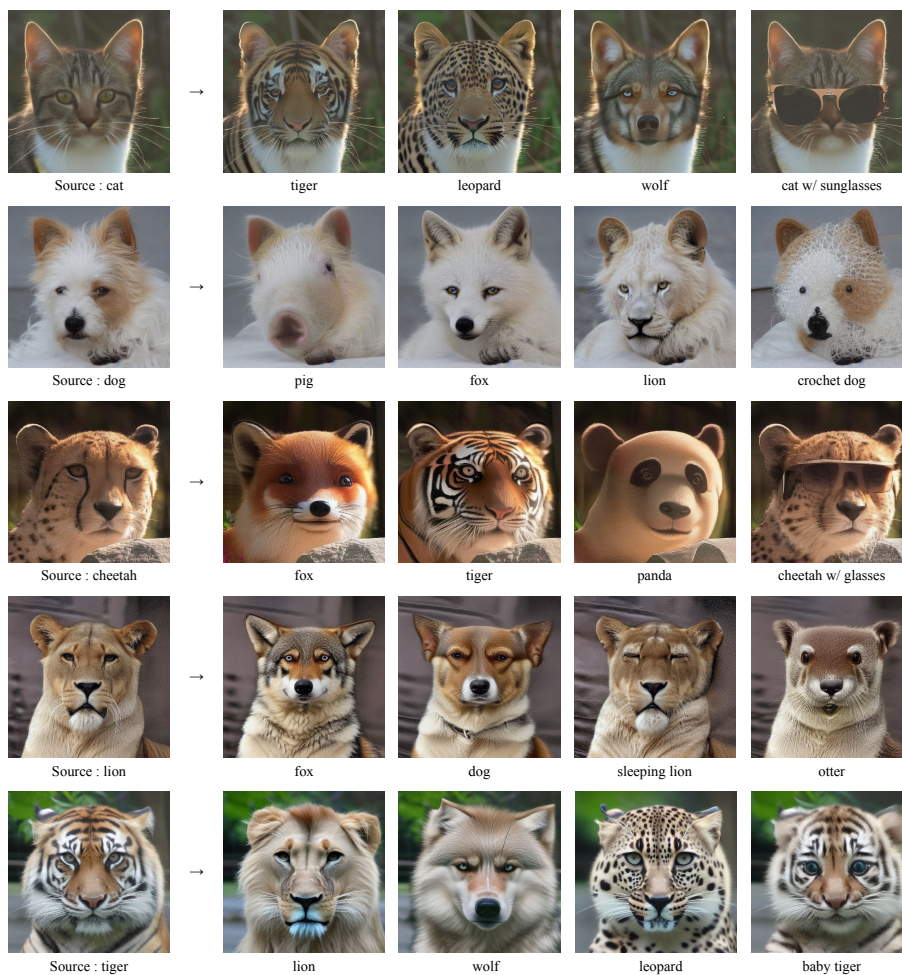 Source : cat → tiger leopard wolf cat w/ sunglasses
Source : dog → pig fox lion crochet dog
Source : cheetah → fox tiger panda cheetah w/ glasses
Source : lion → fox dog sleeping lion otter
Source : tiger → lion wolf leopard baby tiger